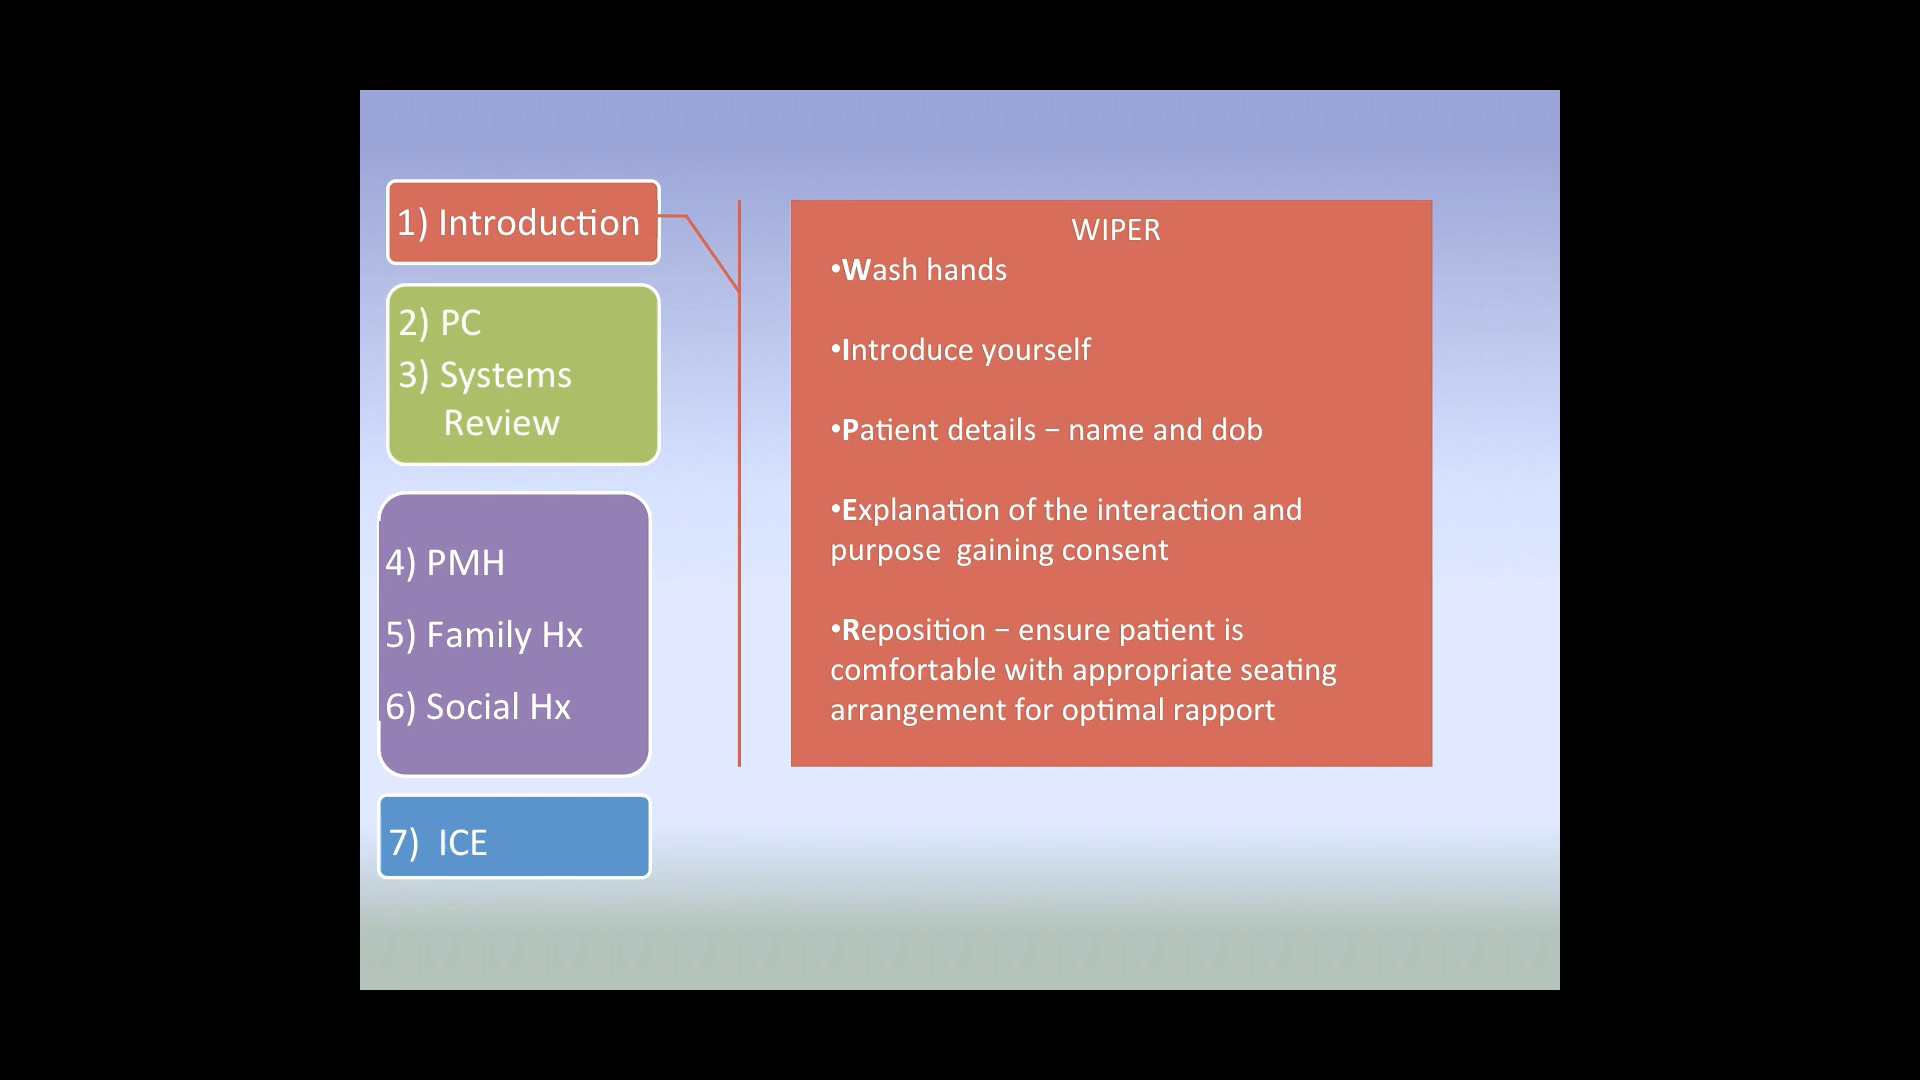 1) Introduction
2) PC
3) Systems
Review
4) PMH
5) Family Hx
6) Social Hx
7) ICE
WIPER
•Wash hands
•Introduce yourself
•Patient details – name and dob
•Explanation of the interaction and
purpose  gaining consent
•Reposition – ensure patient is
comfortable with appropriate seating
arrangement for optimal rapport